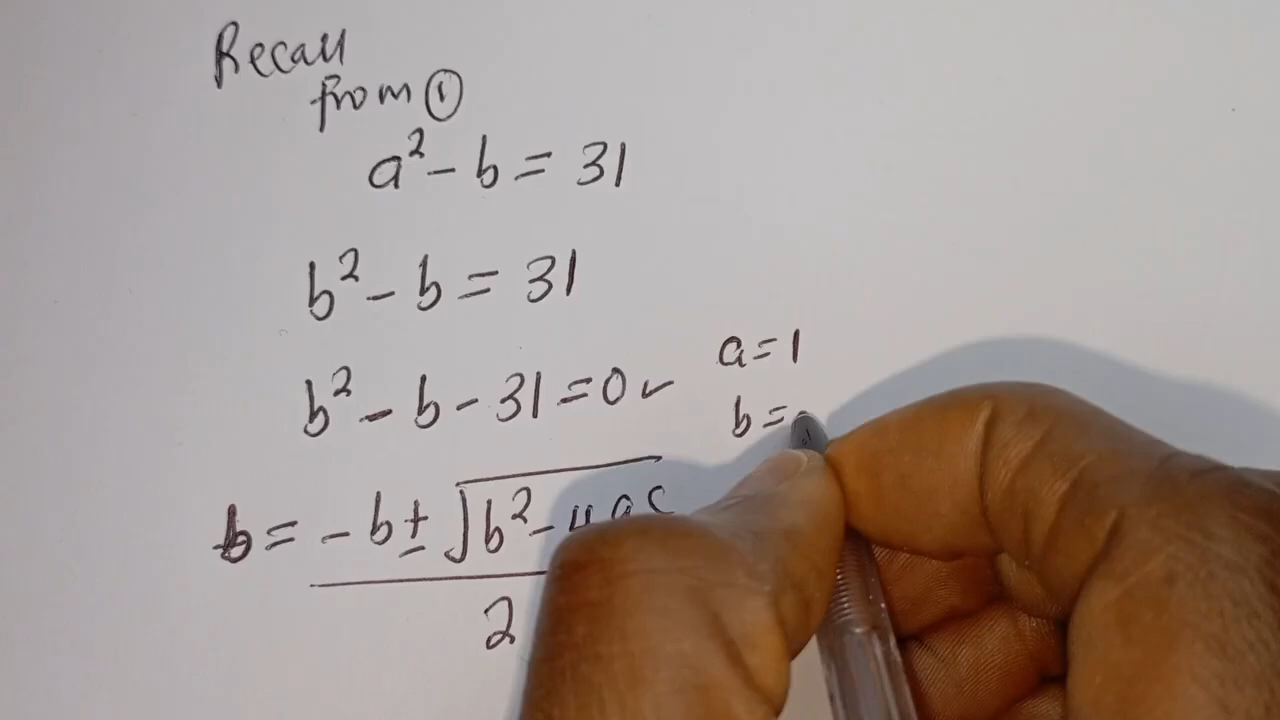 Recall
from ①
a² - b = 31
b² - b = 31
b² - b - 31 = 0 ✓
a = 1
b =
b = -b ± √b² - 4ac
2